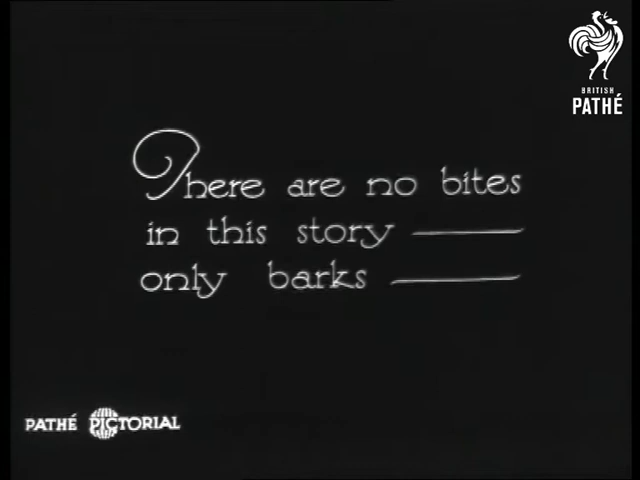 BRITISH
PATHÉ
There are no bites
in this story ——
only barks ——
PATHÉ PICTORIAL